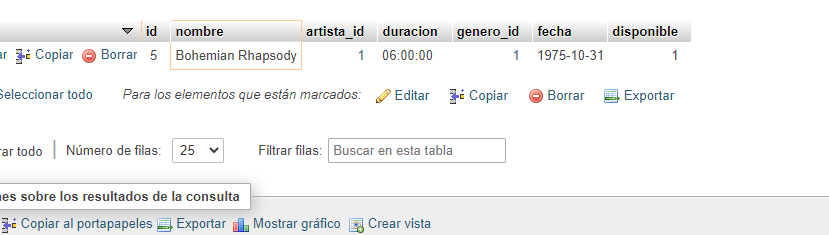 id nombre artista_id duracion genero_id fecha disponible
Copiar Borrar 5 Bohemian Rhapsody 1 06:00:00 1 1975-10-31 1
Seleccionar todo Para los elementos que están marcados: Editar Copiar Borrar Exportar
rar todo Número de filas: 25 Filtrar filas: Buscar en esta tabla
nes sobre los resultados de la consulta
Copiar al portapapeles Exportar Mostrar gráfico Crear vista